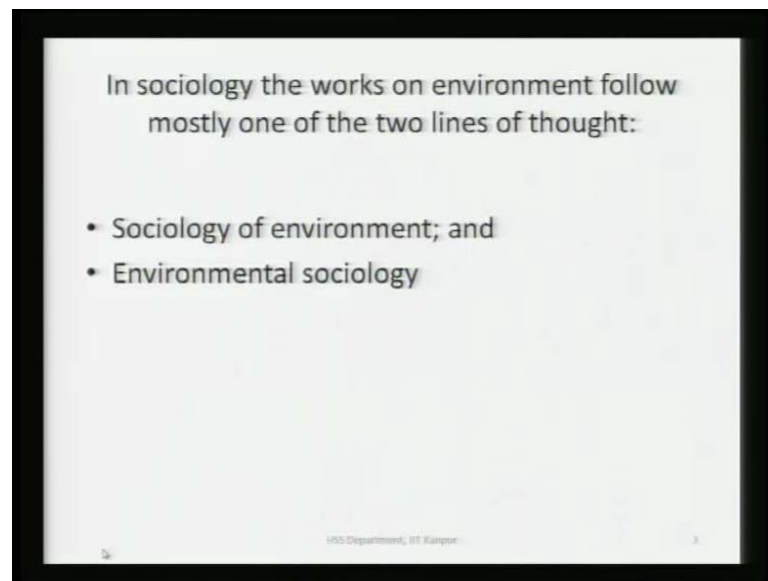 In sociology the works on environment follow
mostly one of the two lines of thought:
• Sociology of environment; and
• Environmental sociology
HSS Department, IIT Kanpur
3